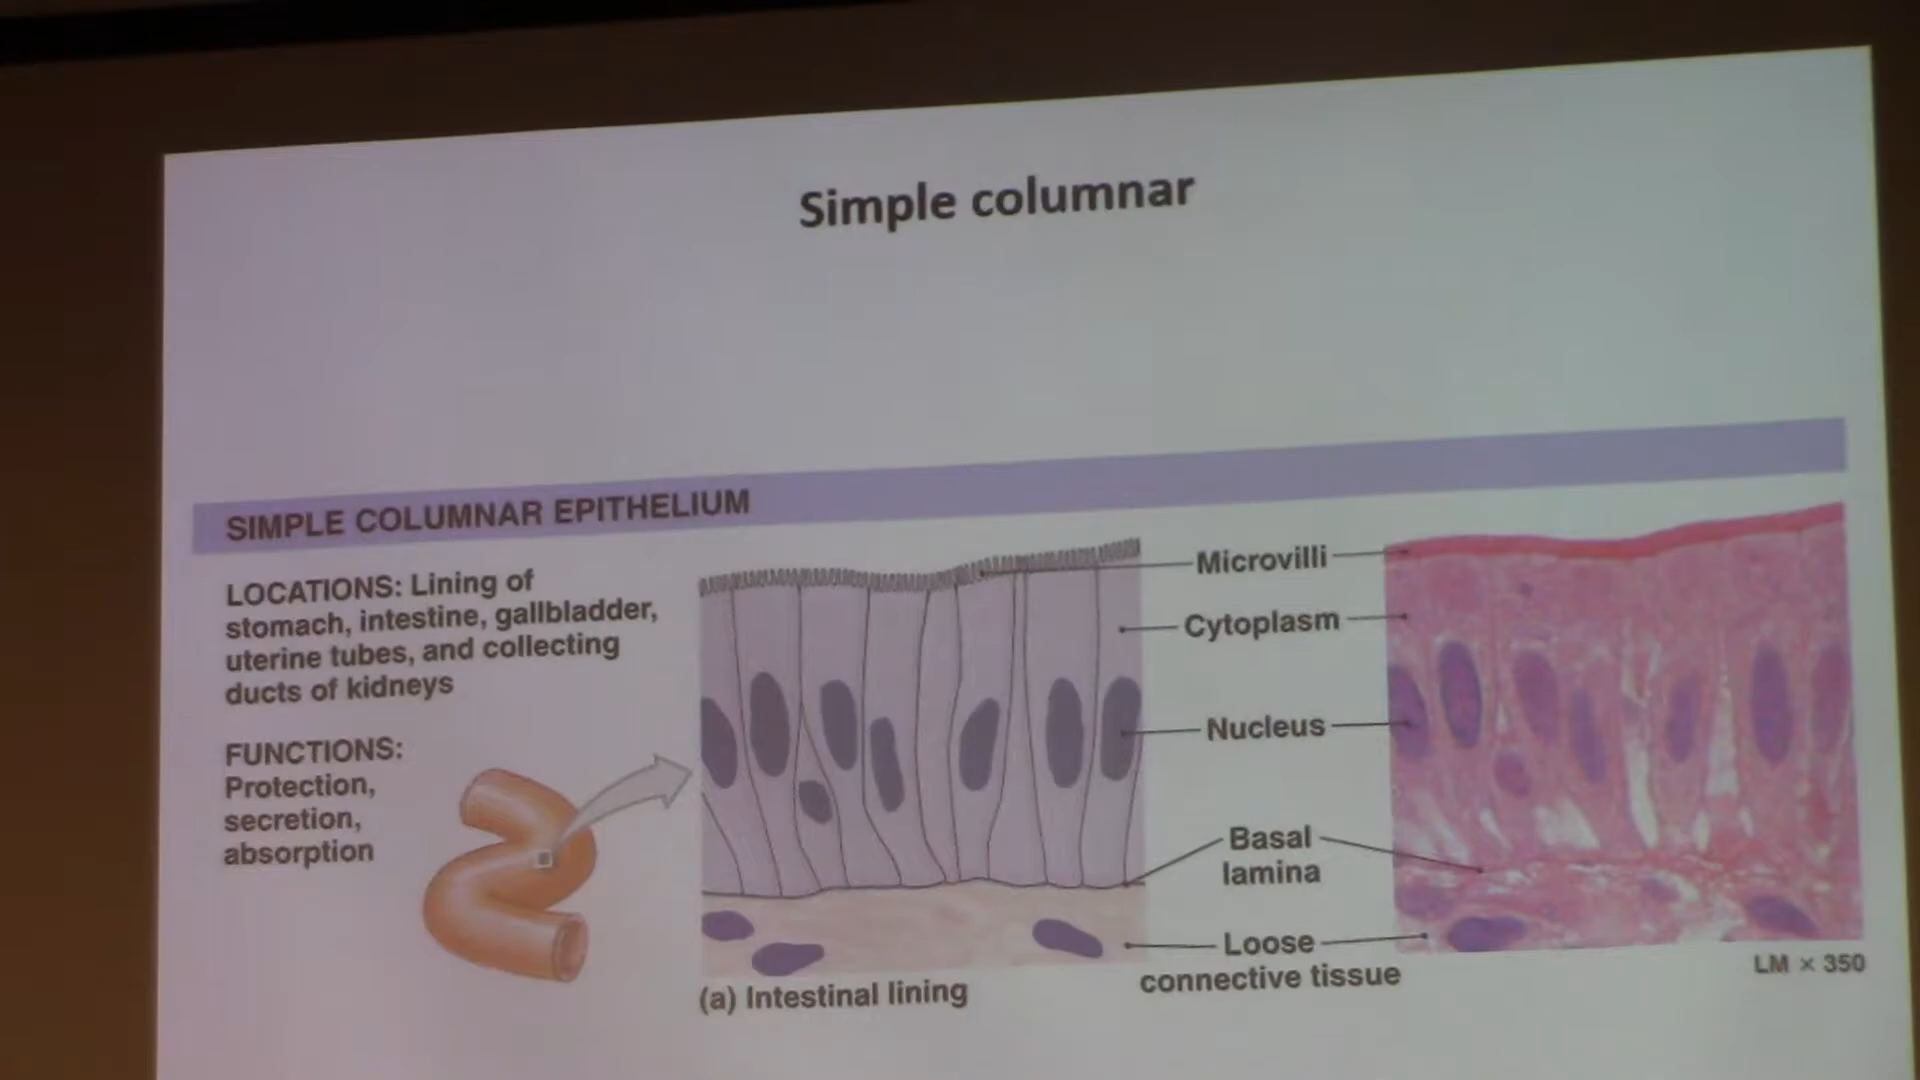 Simple columnar
SIMPLE COLUMNAR EPITHELIUM
LOCATIONS: Lining of
stomach, intestine, gallbladder,
uterine tubes, and collecting
ducts of kidneys
FUNCTIONS:
Protection,
secretion,
absorption
Microvilli
Cytoplasm
Nucleus
Basal
lamina
Loose
connective tissue
(a) Intestinal lining
LM × 350